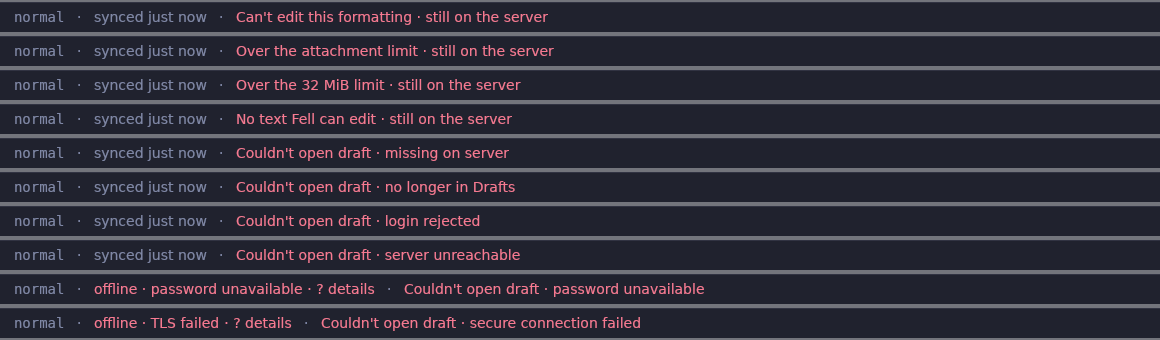 normal · synced just now · Can't edit this formatting · still on the server
normal · synced just now · Over the attachment limit · still on the server
normal · synced just now · Over the 32 MiB limit · still on the server
normal · synced just now · No text Fell can edit · still on the server
normal · synced just now · Couldn't open draft · missing on server
normal · synced just now · Couldn't open draft · no longer in Drafts
normal · synced just now · Couldn't open draft · login rejected
normal · synced just now · Couldn't open draft · server unreachable
normal · offline · password unavailable · ? details · Couldn't open draft · password unavailable
normal · offline · TLS failed · ? details · Couldn't open draft · secure connection failed